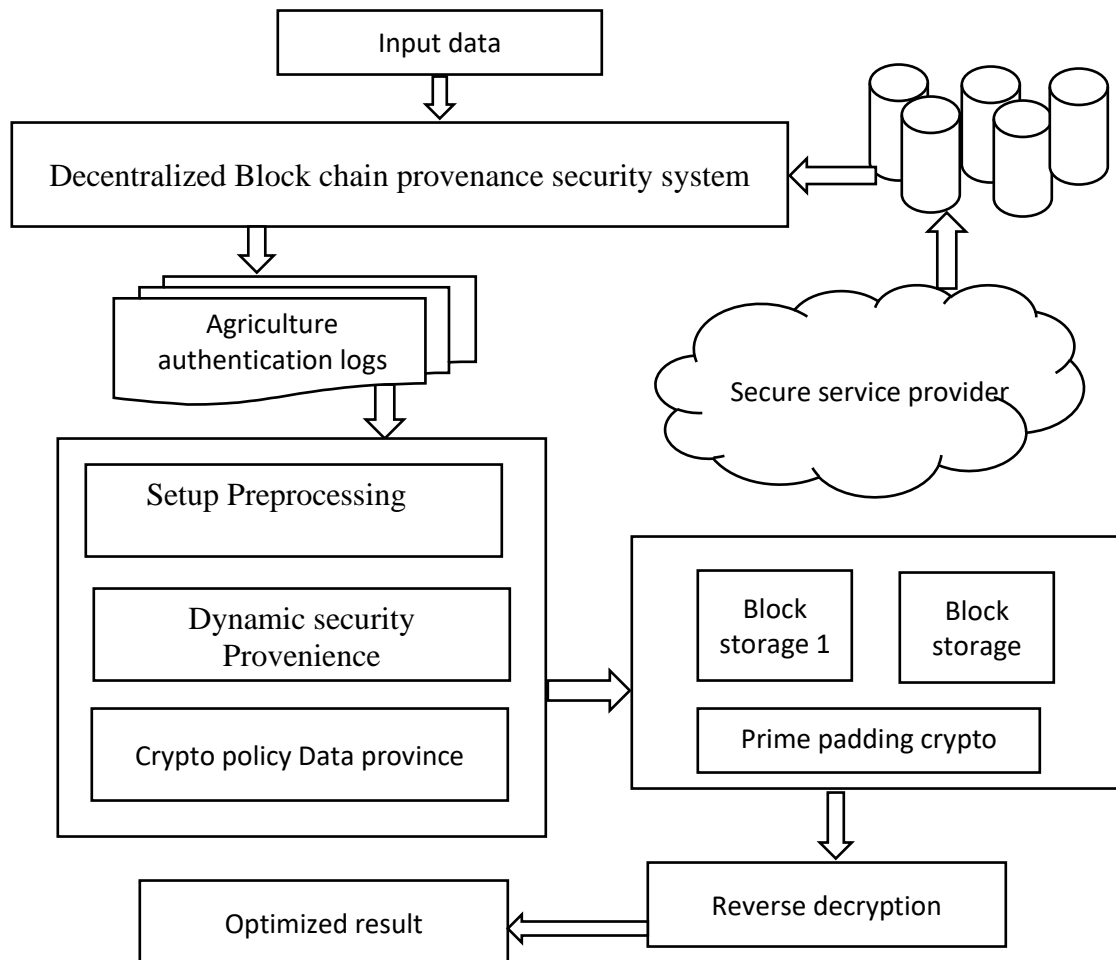 Input data
Decentralized Block chain provenance security system
Agriculture
authentication logs
Secure service provider
Setup Preprocessing
Dynamic security
Provenience
Crypto policy Data province
Block
storage 1
Block
storage
Prime padding crypto
Reverse decryption
Optimized result